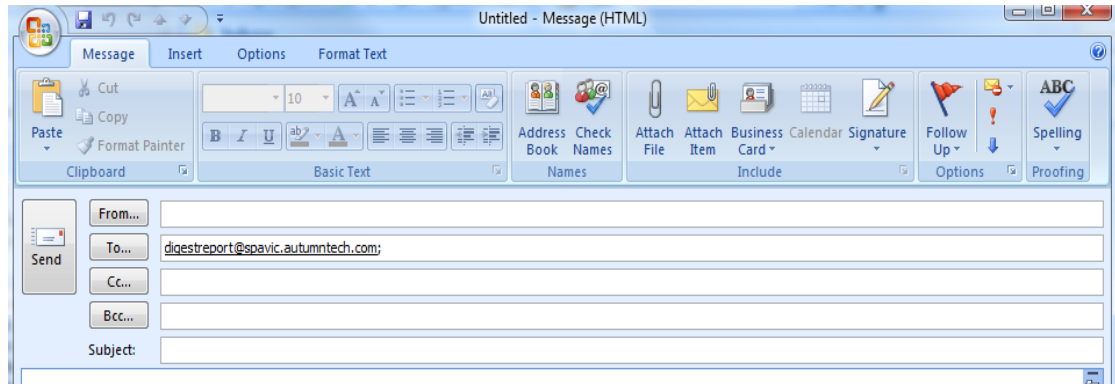 Untitled - Message (HTML)
Message Insert Options Format Text
Paste
Cut
Copy
Format Painter
Clipboard
10 A A
B I U ab A
Basic Text
Address Book
Check Names
Names
Attach File
Attach Item
Business Card
Calendar
Signature
Include
Follow Up
Options
ABC
Spelling
Proofing
Send
From...
To... digestreport@spavic.autumntech.com;
Cc...
Bcc...
Subject: